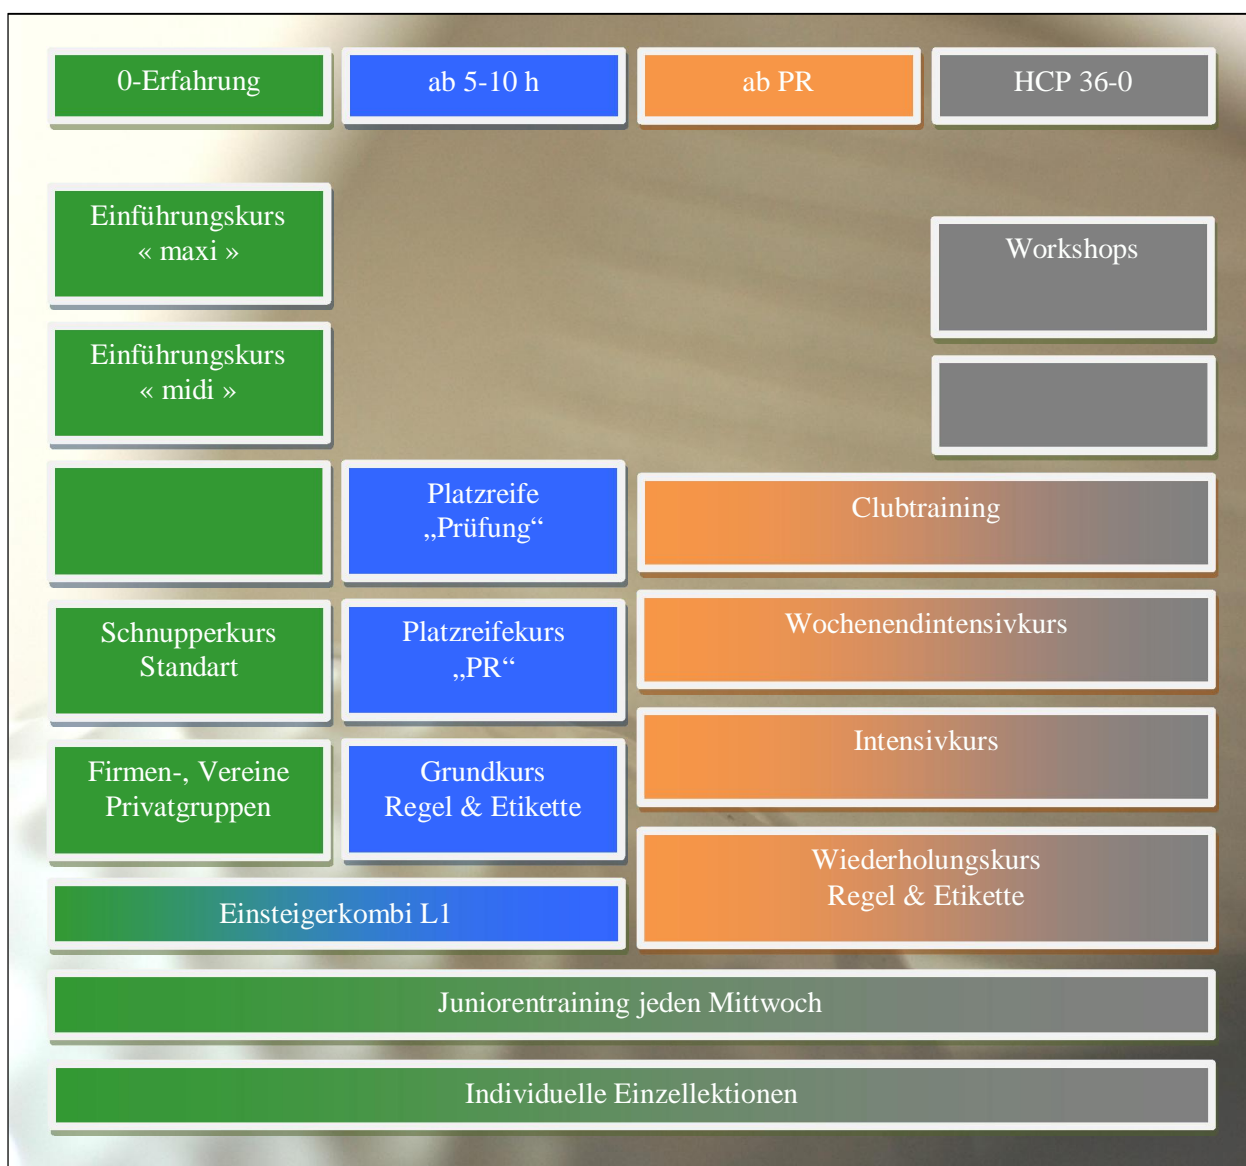 0-Erfahrung
ab 5-10 h
ab PR
HCP 36-0
Einführungskurs
« maxi »
Workshops
Einführungskurs
« midi »
Platzreife
„Prüfung“
Clubtraining
Schnupperkurs
Standart
Platzreifekurs
„PR“
Wochenendintensivkurs
Intensivkurs
Firmen-, Vereine
Privatgruppen
Grundkurs
Regel & Etikette
Wiederholungskurs
Regel & Etikette
Einsteigerkombi L1
Juniorentraining jeden Mittwoch
Individuelle Einzellektionen